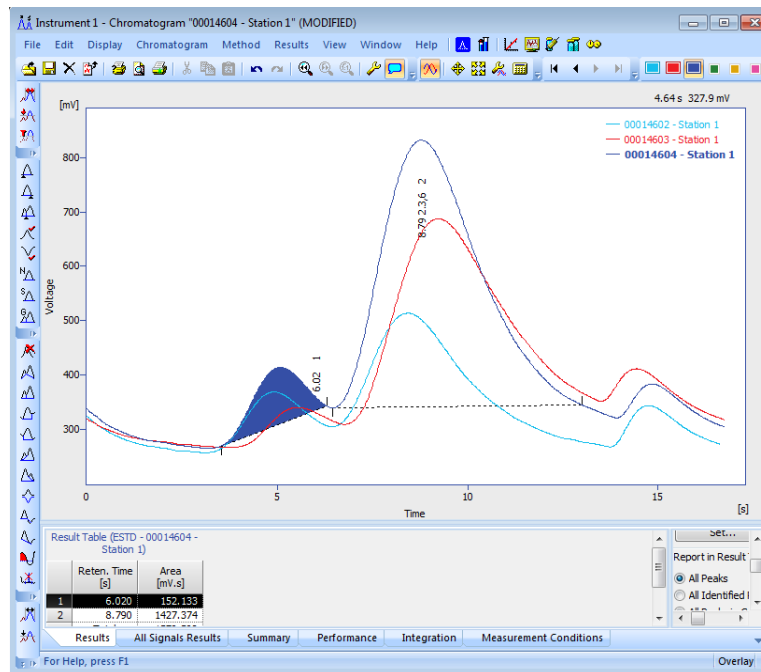 Instrument 1 - Chromatogram "00014604 - Station 1" (MODIFIED)
File Edit Display Chromatogram Method Results View Window Help
4.64 s 327.9 mV
[mV]
00014602 - Station 1
00014603 - Station 1
00014604 - Station 1
800
700
600
500
400
300
Voltage
6.02 1
8.79 2.3,6 2
0
5
10
15
Time
[s]
Result Table (ESTD - 00014604 -
Station 1)
Reten. Time
[s]
Area
[mV.s]
1 6.020 152.133
2 8.790 1427.374
Set...
Report in Result
All Peaks
All Identified
Results All Signals Results Summary Performance Integration Measurement Conditions
For Help, press F1
Overlay